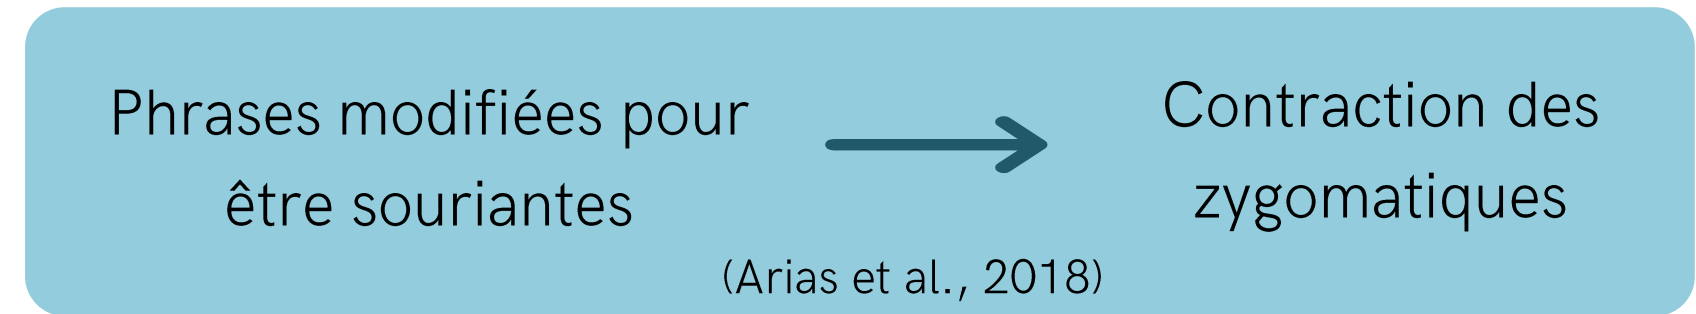 Phrases modifiées pour
être souriantes
Contraction des
zygomatiques
(Arias et al., 2018)